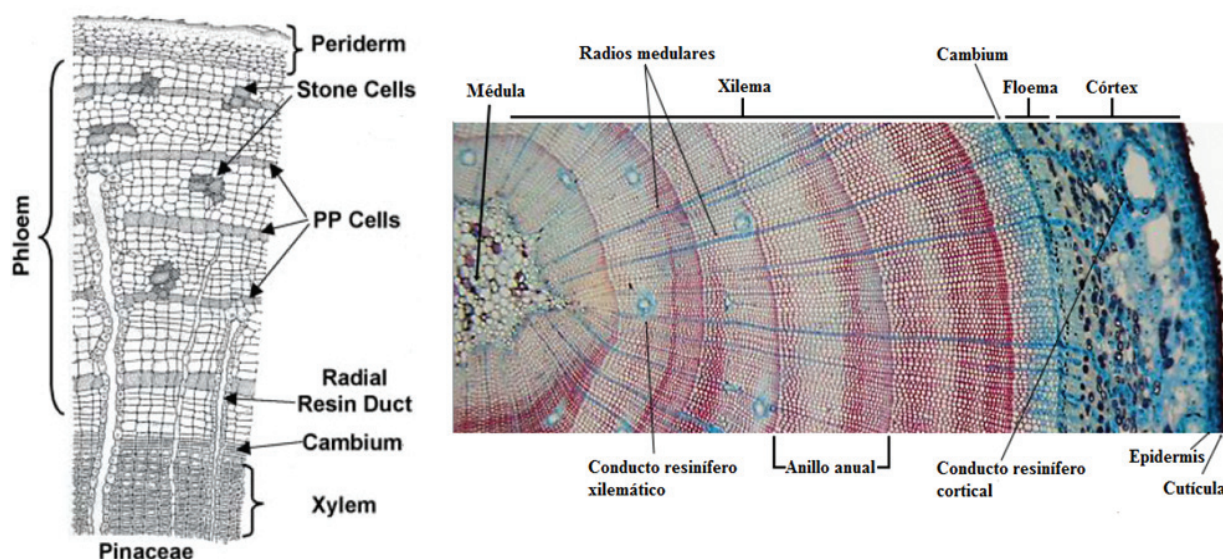 Periderm
Stone Cells
PP Cells
Phloem
Radial
Resin Duct
Cambium
Xylem
Pinaceae
Radios medulares
Cambium
Médula
Xilema
Floema
Córtex
Conducto resinífero
xilemático
Anillo anual
Conducto resinífero
cortical
Epidermis
Cutícula